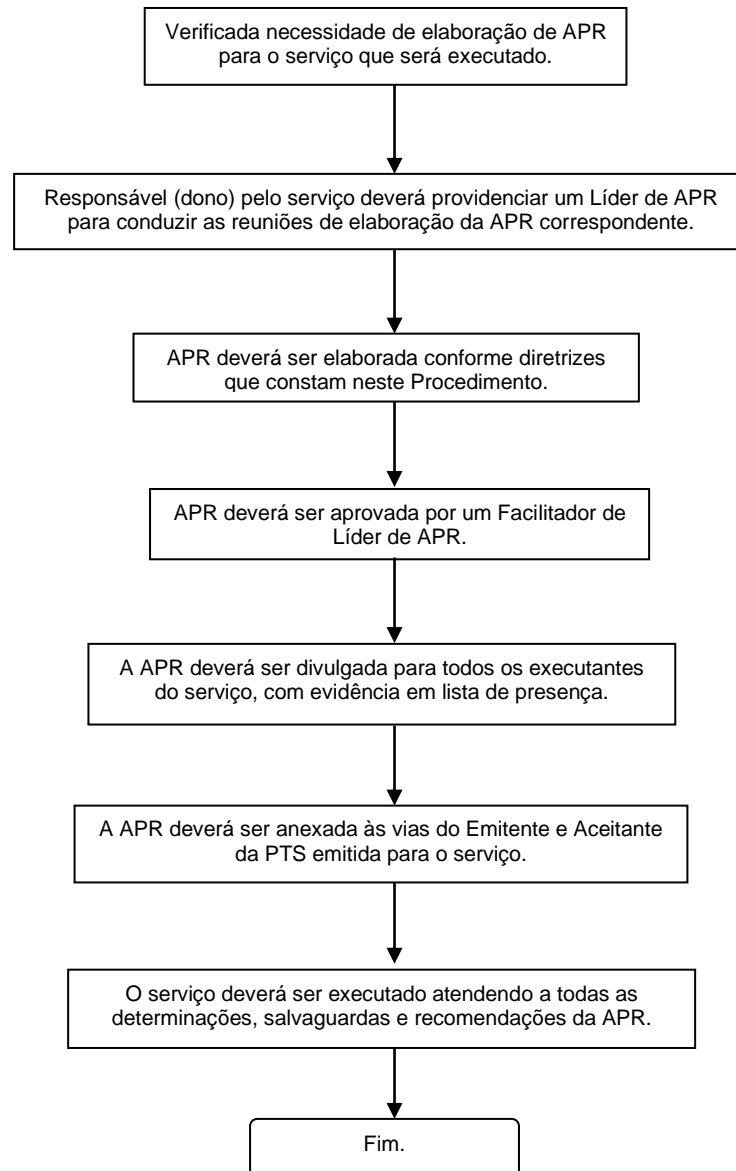 Verificada necessidade de elaboração de APR
para o serviço que será executado.
Responsável (dono) pelo serviço deverá providenciar um Líder de APR
para conduzir as reuniões de elaboração da APR correspondente.
APR deverá ser elaborada conforme diretrizes
que constam neste Procedimento.
APR deverá ser aprovada por um Facilitador de
Líder de APR.
A APR deverá ser divulgada para todos os executantes
do serviço, com evidência em lista de presença.
A APR deverá ser anexada às vias do Emitente e Aceitante
da PTS emitida para o serviço.
O serviço deverá ser executado atendendo a todas as
determinações, salvaguardas e recomendações da APR.
Fim.